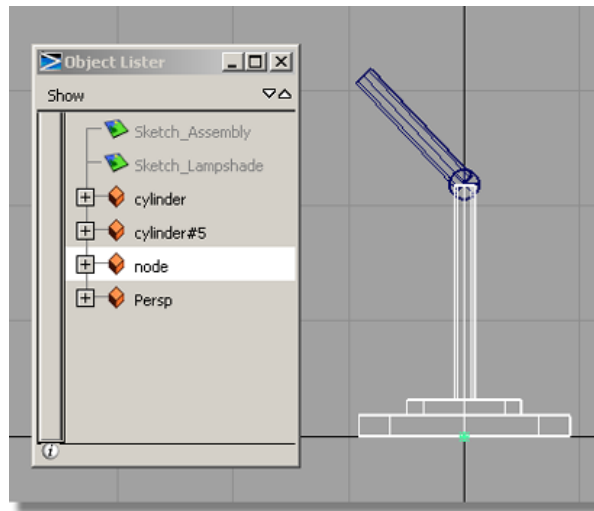 Object Lister
Show
Sketch_Assembly
Sketch_Lampshade
cylinder
cylinder#5
node
Persp